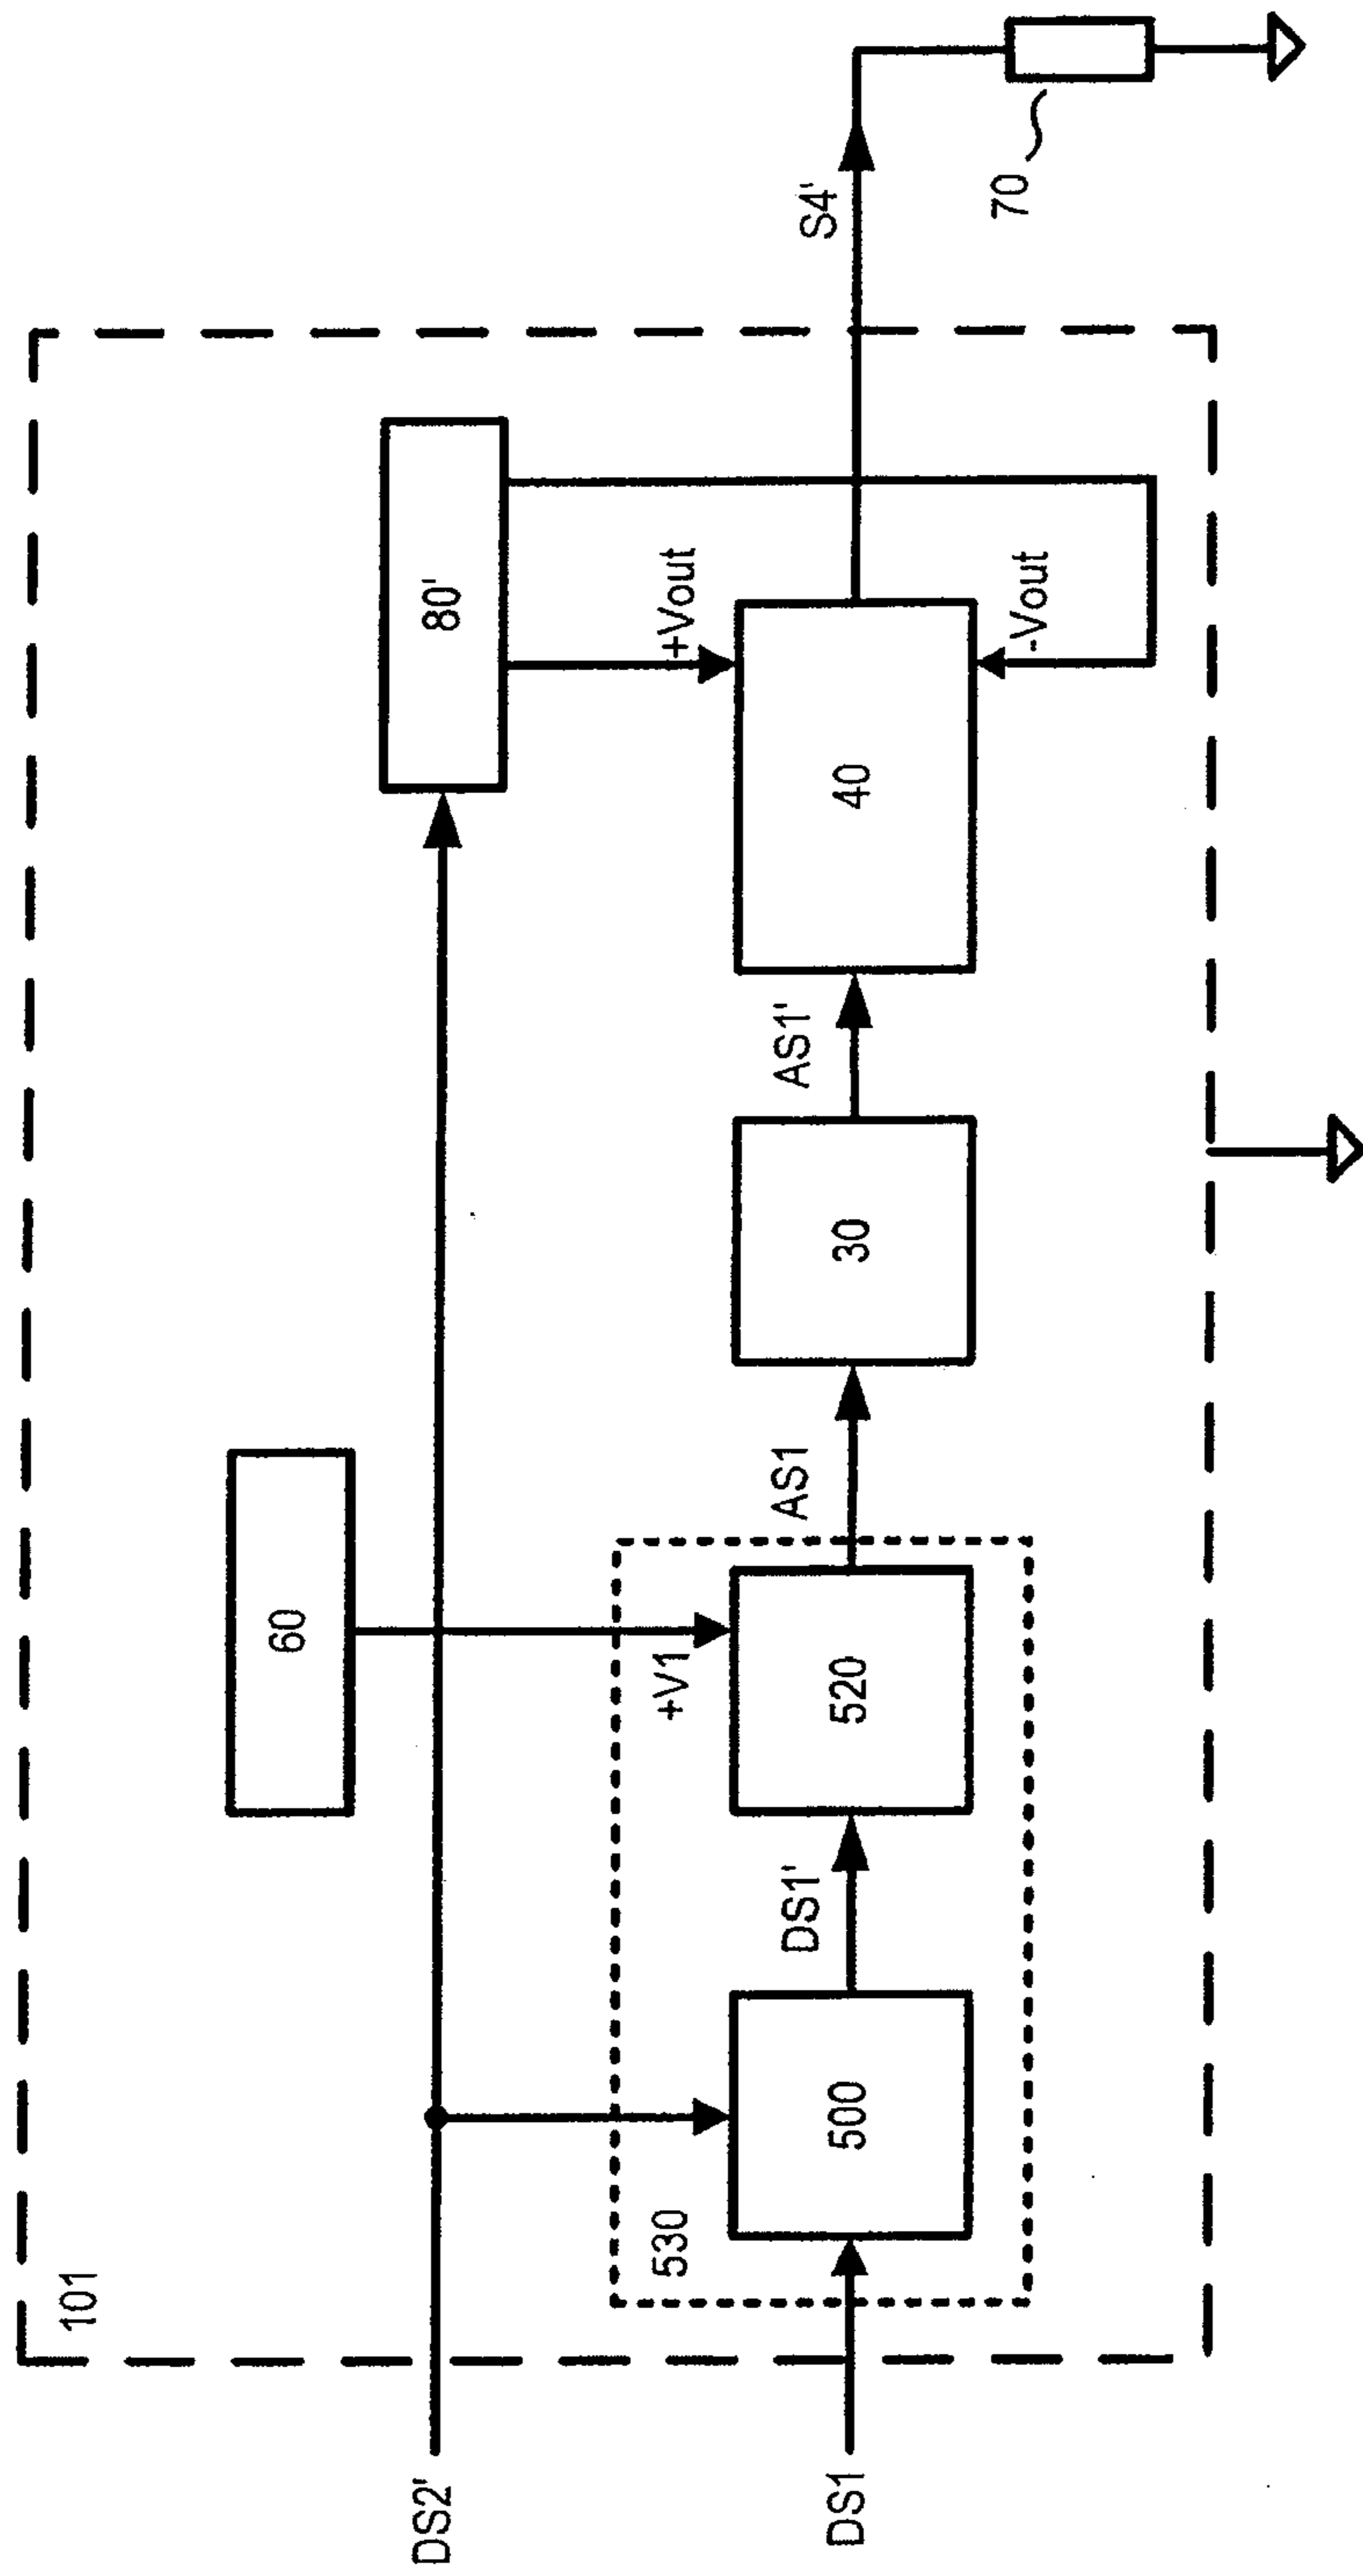 101
60
80'
DS2'
+V1
+Vout
530
DS1
500
DS1'
520
AS1
30
AS1'
40
S4'
-Vout
70